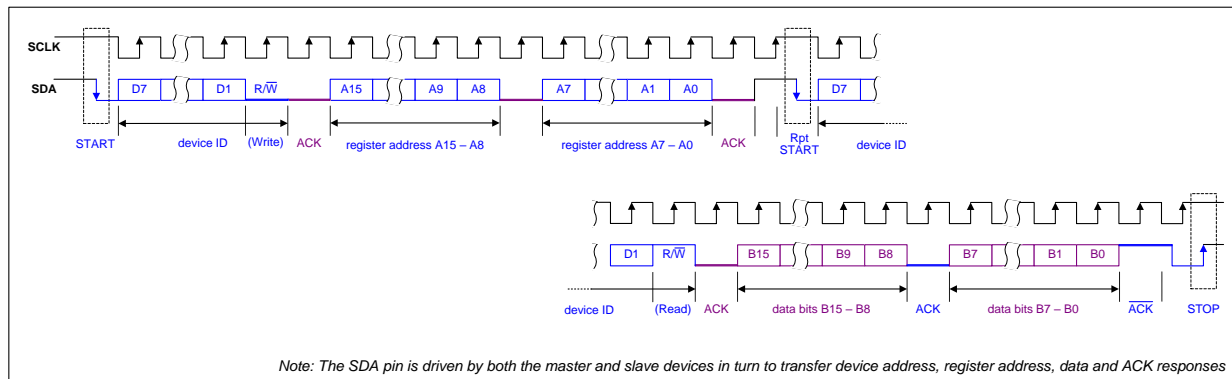 SCLK
SDA
D7 D1 R/W̅ A15 A9 A8 A7 A1 A0 D7
START device ID (Write) ACK register address A15 – A8 register address A7 – A0 ACK Rpt START device ID
D1 R/W̅ B15 B9 B8 B7 B1 B0
device ID (Read) ACK data bits B15 – B8 ACK data bits B7 – B0 A̅C̅K̅ STOP
Note: The SDA pin is driven by both the master and slave devices in turn to transfer device address, register address, data and ACK responses